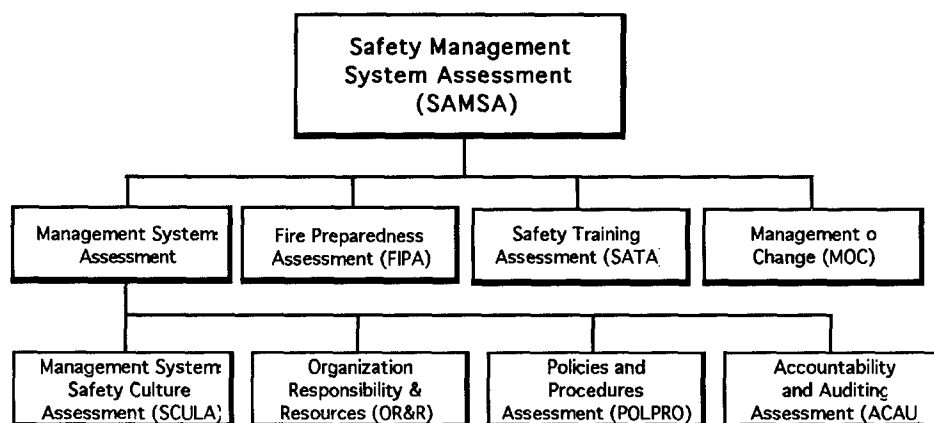 Safety Management
System Assessment
(SAMSA)
Management System:
Assessment
Fire Preparedness
Assessment (FIPA)
Safety Training
Assessment (SATA)
Management o
Change (MOC)
Management System:
Safety Culture
Assessment (SCULA)
Organization
Responsibility &
Resources (OR&R)
Policies and
Procedures
Assessment (POLPRO)
Accountability
and Auditing
Assessment (ACAU